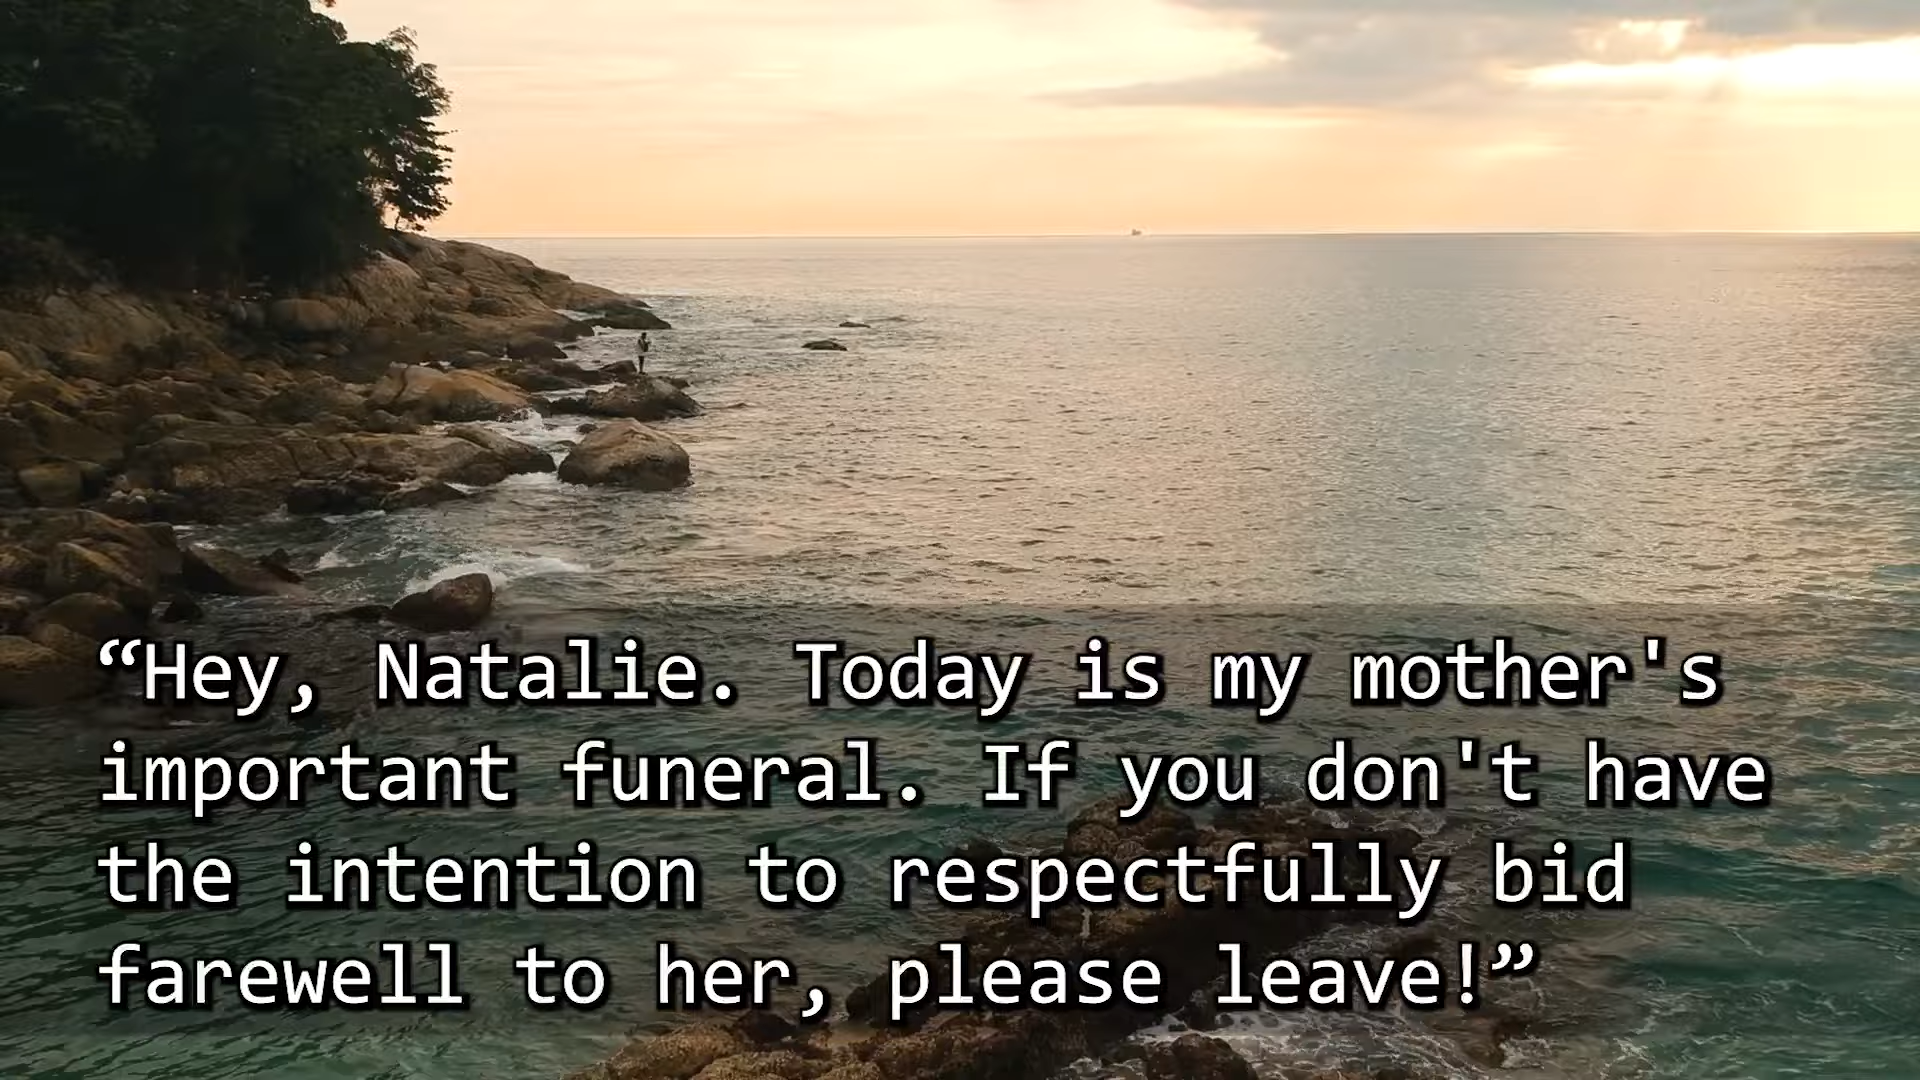 “Hey, Natalie. Today is my mother's
important funeral. If you don't have
the intention to respectfully bid
farewell to her, please leave!”